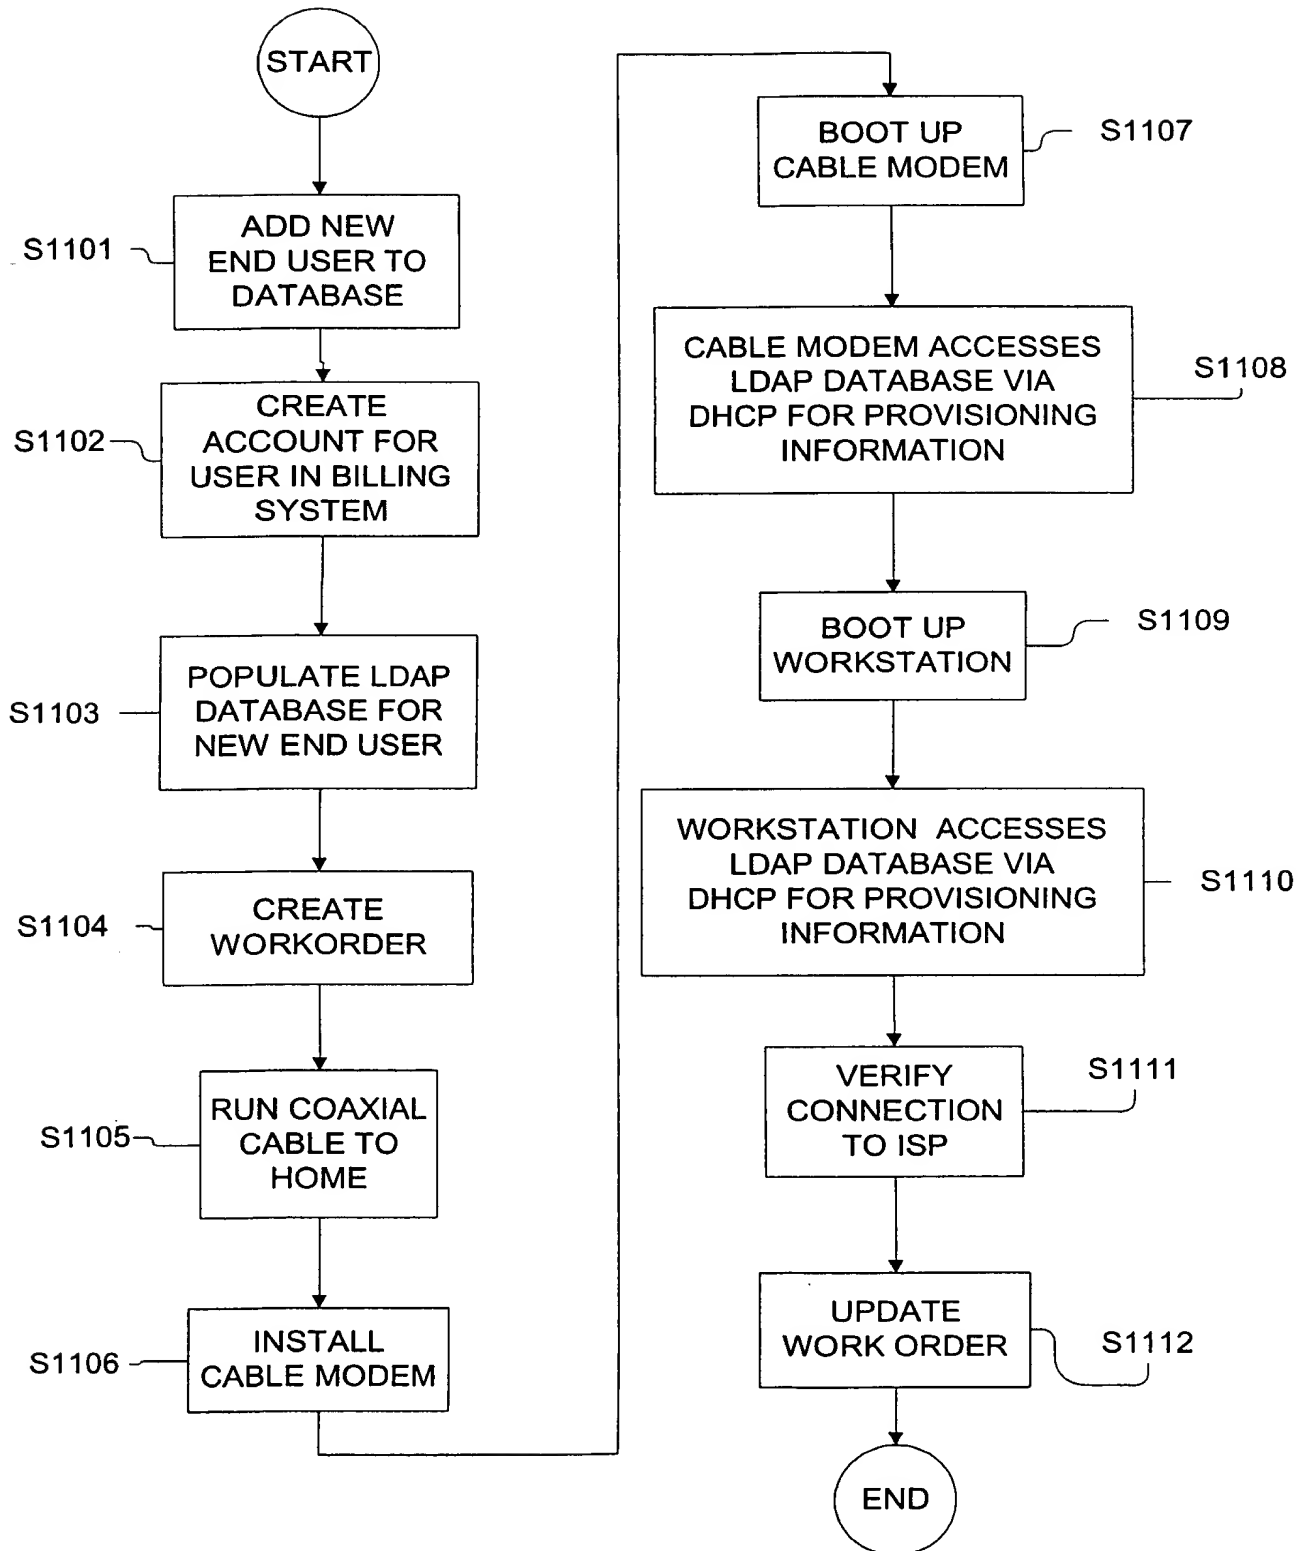 START
S1101
ADD NEW
END USER TO
DATABASE
S1102
CREATE
ACCOUNT FOR
USER IN BILLING
SYSTEM
S1103
POPULATE LDAP
DATABASE FOR
NEW END USER
S1104
CREATE
WORKORDER
S1105
RUN COAXIAL
CABLE TO
HOME
S1106
INSTALL
CABLE MODEM
BOOT UP
CABLE MODEM
S1107
CABLE MODEM ACCESSES
LDAP DATABASE VIA
DHCP FOR PROVISIONING
INFORMATION
S1108
BOOT UP
WORKSTATION
S1109
WORKSTATION ACCESSES
LDAP DATABASE VIA
DHCP FOR PROVISIONING
INFORMATION
S1110
VERIFY
CONNECTION
TO ISP
S1111
UPDATE
WORK ORDER
S1112
END